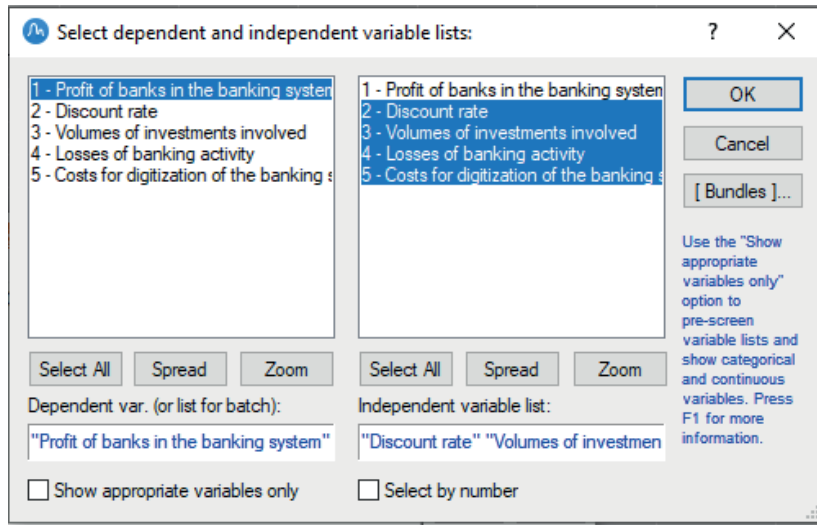 Select dependent and independent variable lists:
?
1 - Profit of banks in the banking system
2 - Discount rate
3 - Volumes of investments involved
4 - Losses of banking activity
5 - Costs for digitization of the banking s
1 - Profit of banks in the banking system
2 - Discount rate
3 - Volumes of investments involved
4 - Losses of banking activity
5 - Costs for digitization of the banking s
OK
Cancel
[ Bundles ]...
Use the "Show
appropriate
variables only"
option to
pre-screen
variable lists and
show categorical
and continuous
variables. Press
F1 for more
information.
Select All
Spread
Zoom
Select All
Spread
Zoom
Dependent var. (or list for batch):
Independent variable list:
"Profit of banks in the banking system"
"Discount rate" "Volumes of investmen
Show appropriate variables only
Select by number